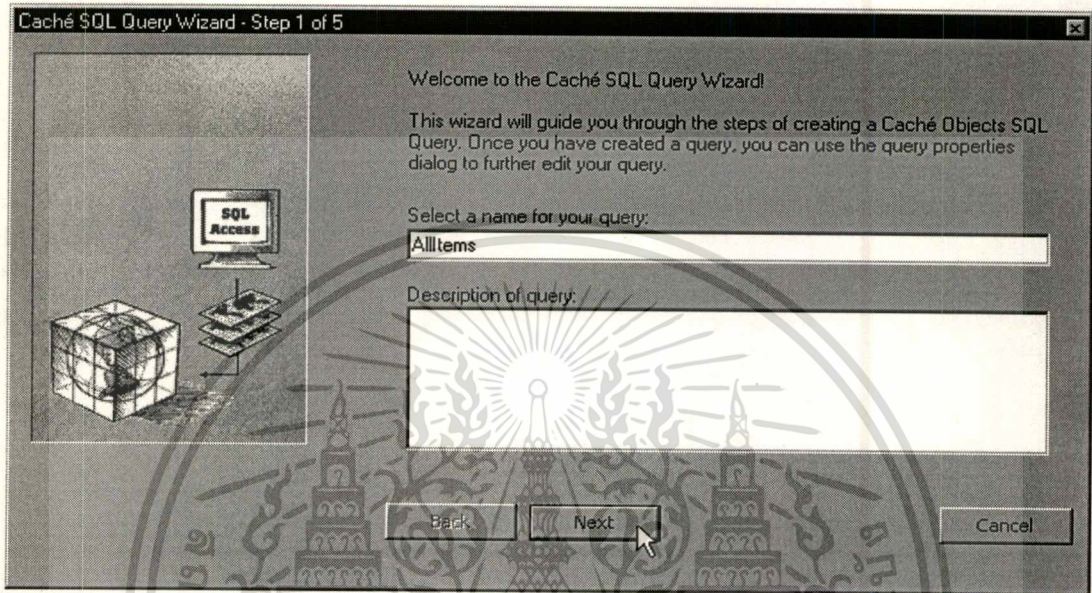 Caché SQL Query Wizard - Step 1 of 5
Welcome to the Caché SQL Query Wizard!
This wizard will guide you through the steps of creating a Caché Objects SQL
Query. Once you have created a query, you can use the query properties
dialog to further edit your query.
SQL
Access
Select a name for your query:
AllItems
Description of query:
Back
Next
Cancel